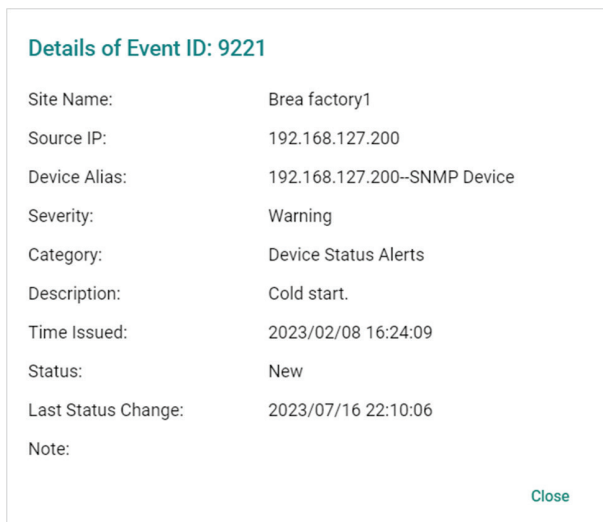 Details of Event ID: 9221
Site Name: Brea factory1
Source IP: 192.168.127.200
Device Alias: 192.168.127.200--SNMP Device
Severity: Warning
Category: Device Status Alerts
Description: Cold start.
Time Issued: 2023/02/08 16:24:09
Status: New
Last Status Change: 2023/07/16 22:10:06
Note:
Close